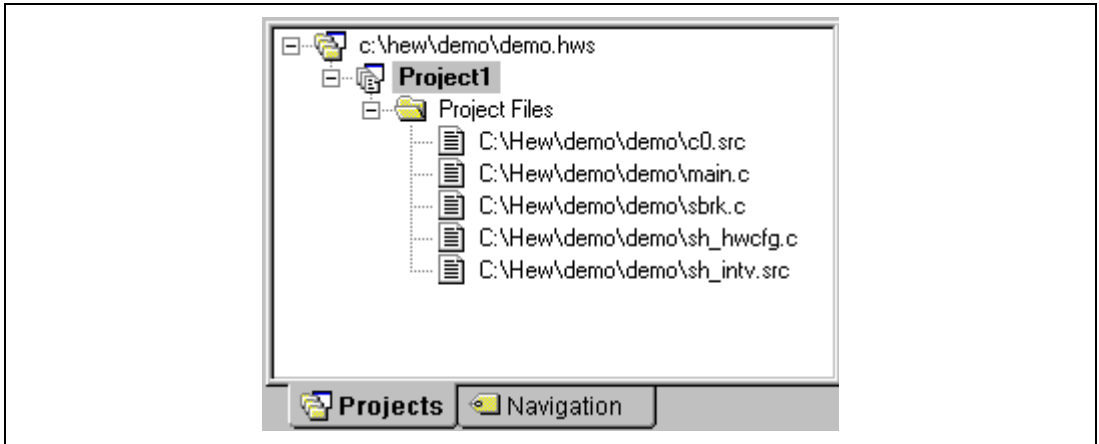 c:\hew\demo\demo.hws
Project1
Project Files
C:\Hew\demo\demo\c0.src
C:\Hew\demo\demo\main.c
C:\Hew\demo\demo\sbrk.c
C:\Hew\demo\demo\sh_hwcfg.c
C:\Hew\demo\demo\sh_intv.src
Projects Navigation